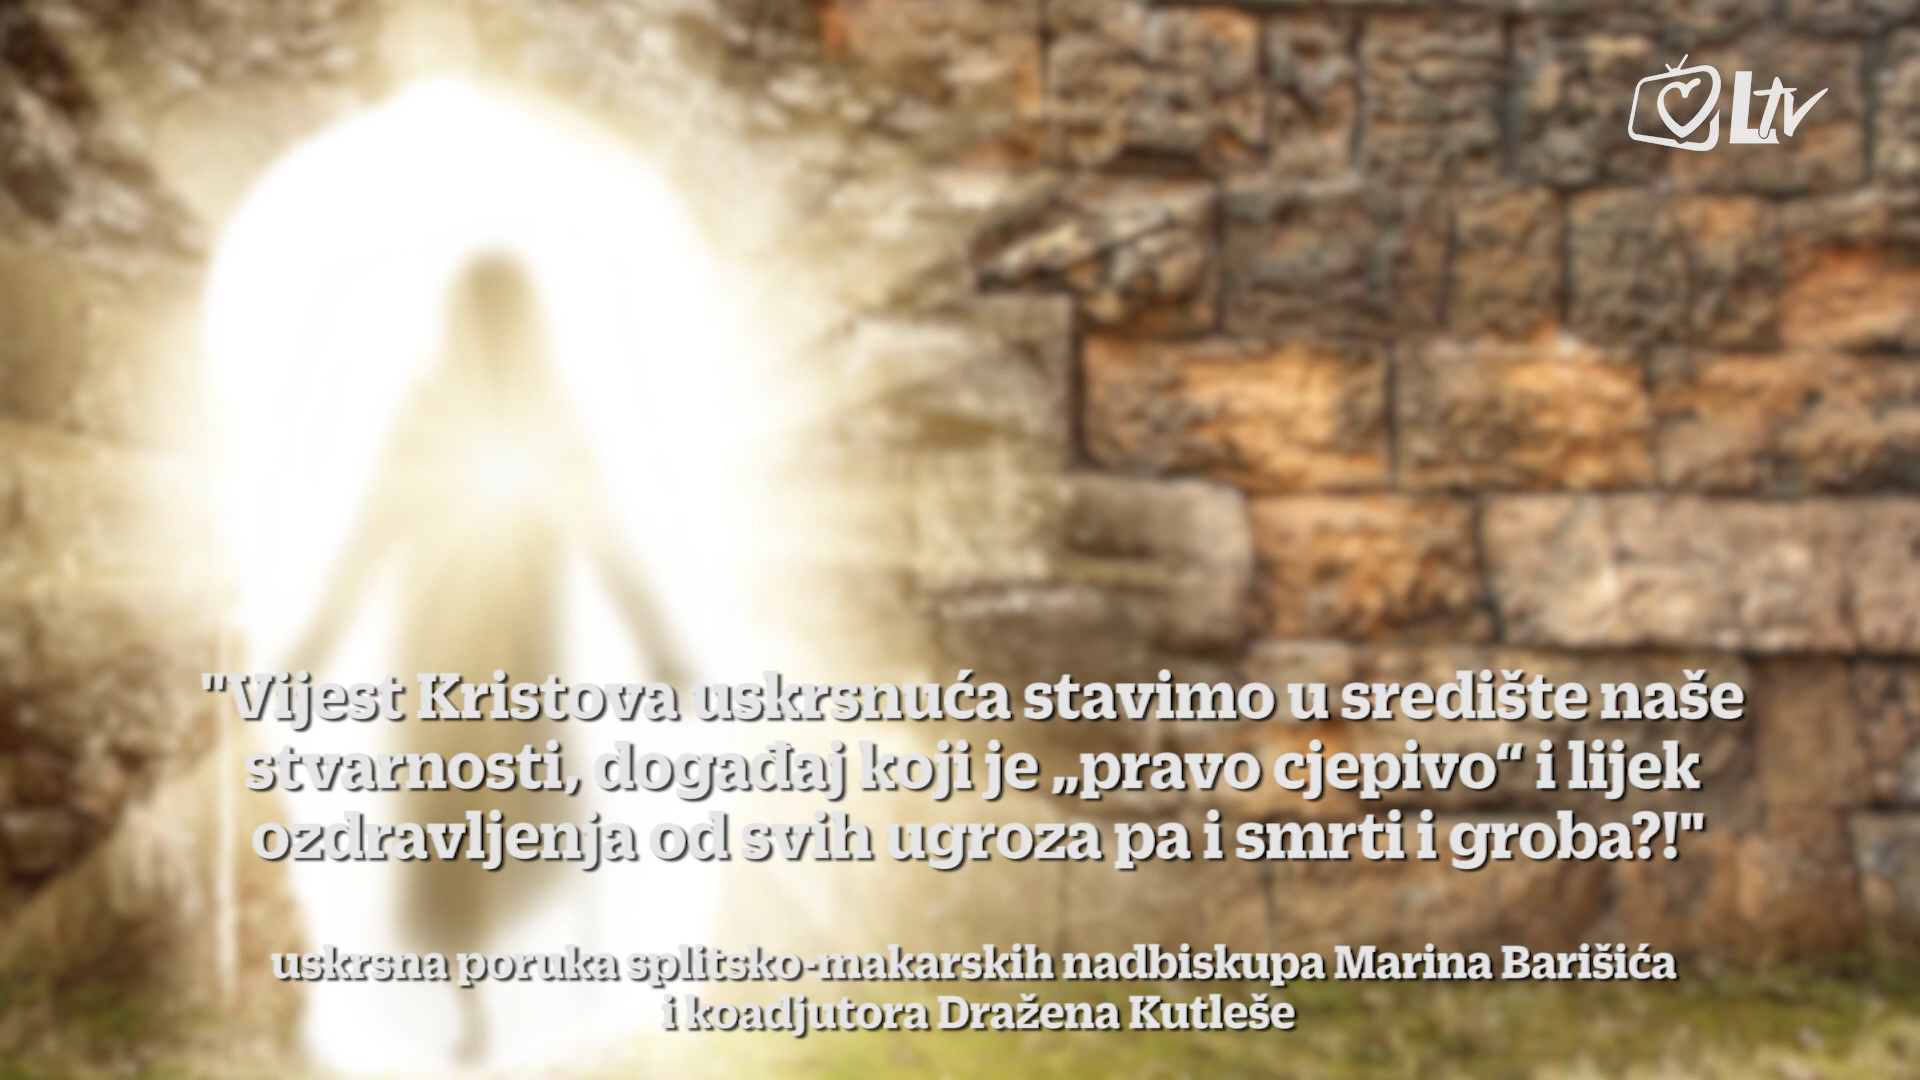 Ltv
"Vijest Kristova uskrsnuća stavimo u središte naše
stvarnosti, događaj koji je „pravo cjepivo“ i lijek
ozdravljenja od svih ugroza pa i smrti i groba?!"
uskrsna poruka splitsko-makarskih nadbiskupa Marina Barišića
i koadjutora Dražena Kutleše